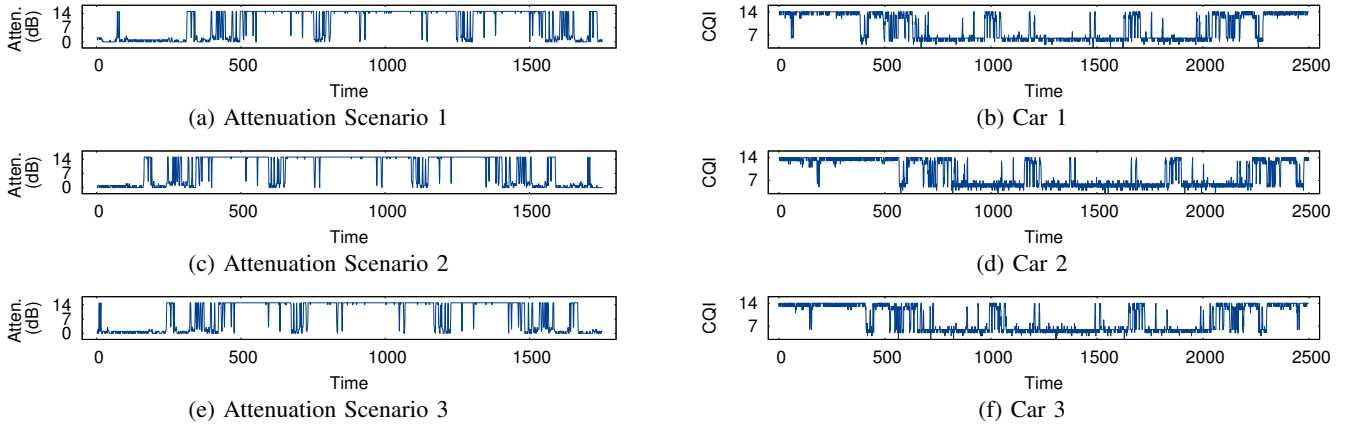 Atten.
(dB)
14
7
0
0 500 1000 1500
Time
(a) Attenuation Scenario 1
CQI
14
7
0 500 1000 1500 2000 2500
Time
(b) Car 1
Atten.
(dB)
14
7
0
0 500 1000 1500
Time
(c) Attenuation Scenario 2
CQI
14
7
0 500 1000 1500 2000 2500
Time
(d) Car 2
Atten.
(dB)
14
7
0
0 500 1000 1500
Time
(e) Attenuation Scenario 3
CQI
14
7
0 500 1000 1500 2000 2500
Time
(f) Car 3